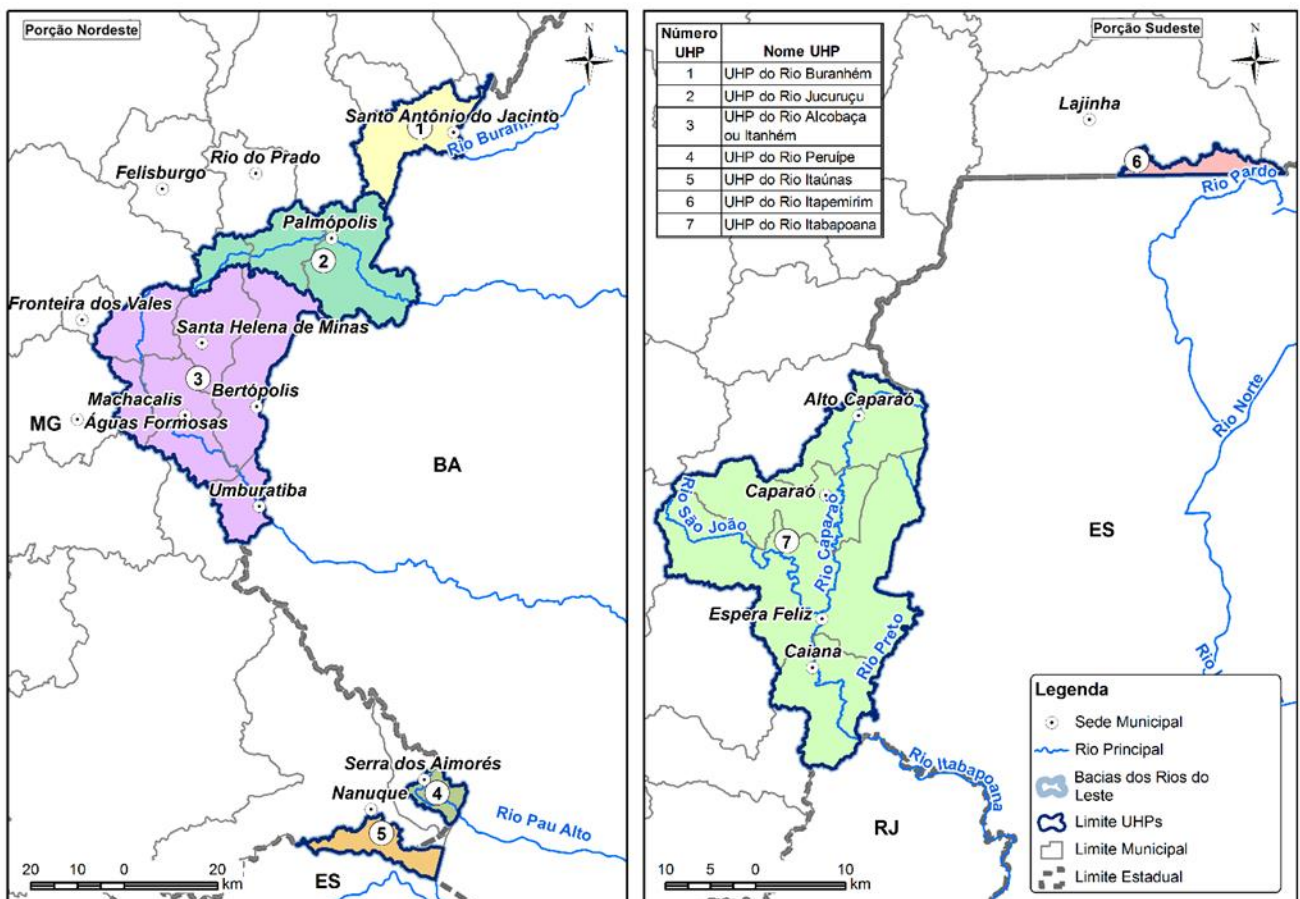 Porção Nordeste
N
Santo Antônio do Jacinto
1
Rio do Prado
Felisburgo
Palmópolis
2
Fronteira dos Vales
Santa Helena de Minas
3
Machacalis
Bertópolis
MG
Águas Formosas
BA
Umburatiba
Serra dos Aimorés
4
Nanuque
Rio Pau Alto
5
20 10 0 20
km
ES
Número UHP Nome UHP
1 UHP do Rio Buranhém
2 UHP do Rio Jucuruçu
3 UHP do Rio Alcobaça
ou Itanhém
4 UHP do Rio Peruípe
5 UHP do Rio Itaúnas
6 UHP do Rio Itapemirim
7 UHP do Rio Itabapoana
Porção Sudeste
N
Lajinha
6
Rio Pardo
Rio Norte
Alto Caparaó
Caparaó
Rio São João
Rio Caparaó
7
ES
Espera Feliz
Caiana
Rio Preto
Rio Itabapoana
RJ
10 5 0 10
km
Legenda
Sede Municipal
Rio Principal
Bacias dos Rios do
Leste
Limite UHPs
Limite Municipal
Limite Estadual